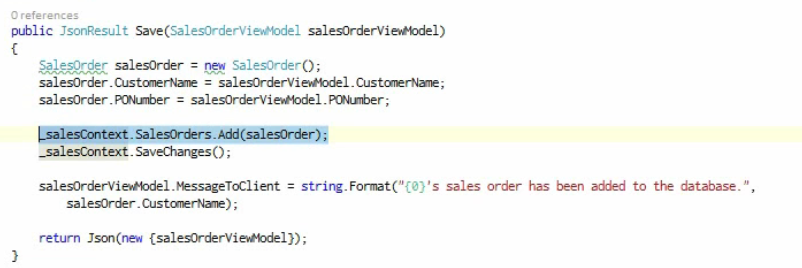 0 references
public JsonResult Save(SalesOrderViewModel salesOrderViewModel)
{
SalesOrder salesOrder = new SalesOrder();
salesOrder.CustomerName = salesOrderViewModel.CustomerName;
salesOrder.PONumber = salesOrderViewModel.PONumber;
_salesContext.SalesOrders.Add(salesOrder);
_salesContext.SaveChanges();
salesOrderViewModel.MessageToClient = string.Format("{0}'s sales order has been added to the database.",
salesOrder.CustomerName);
return Json(new {salesOrderViewModel});
}